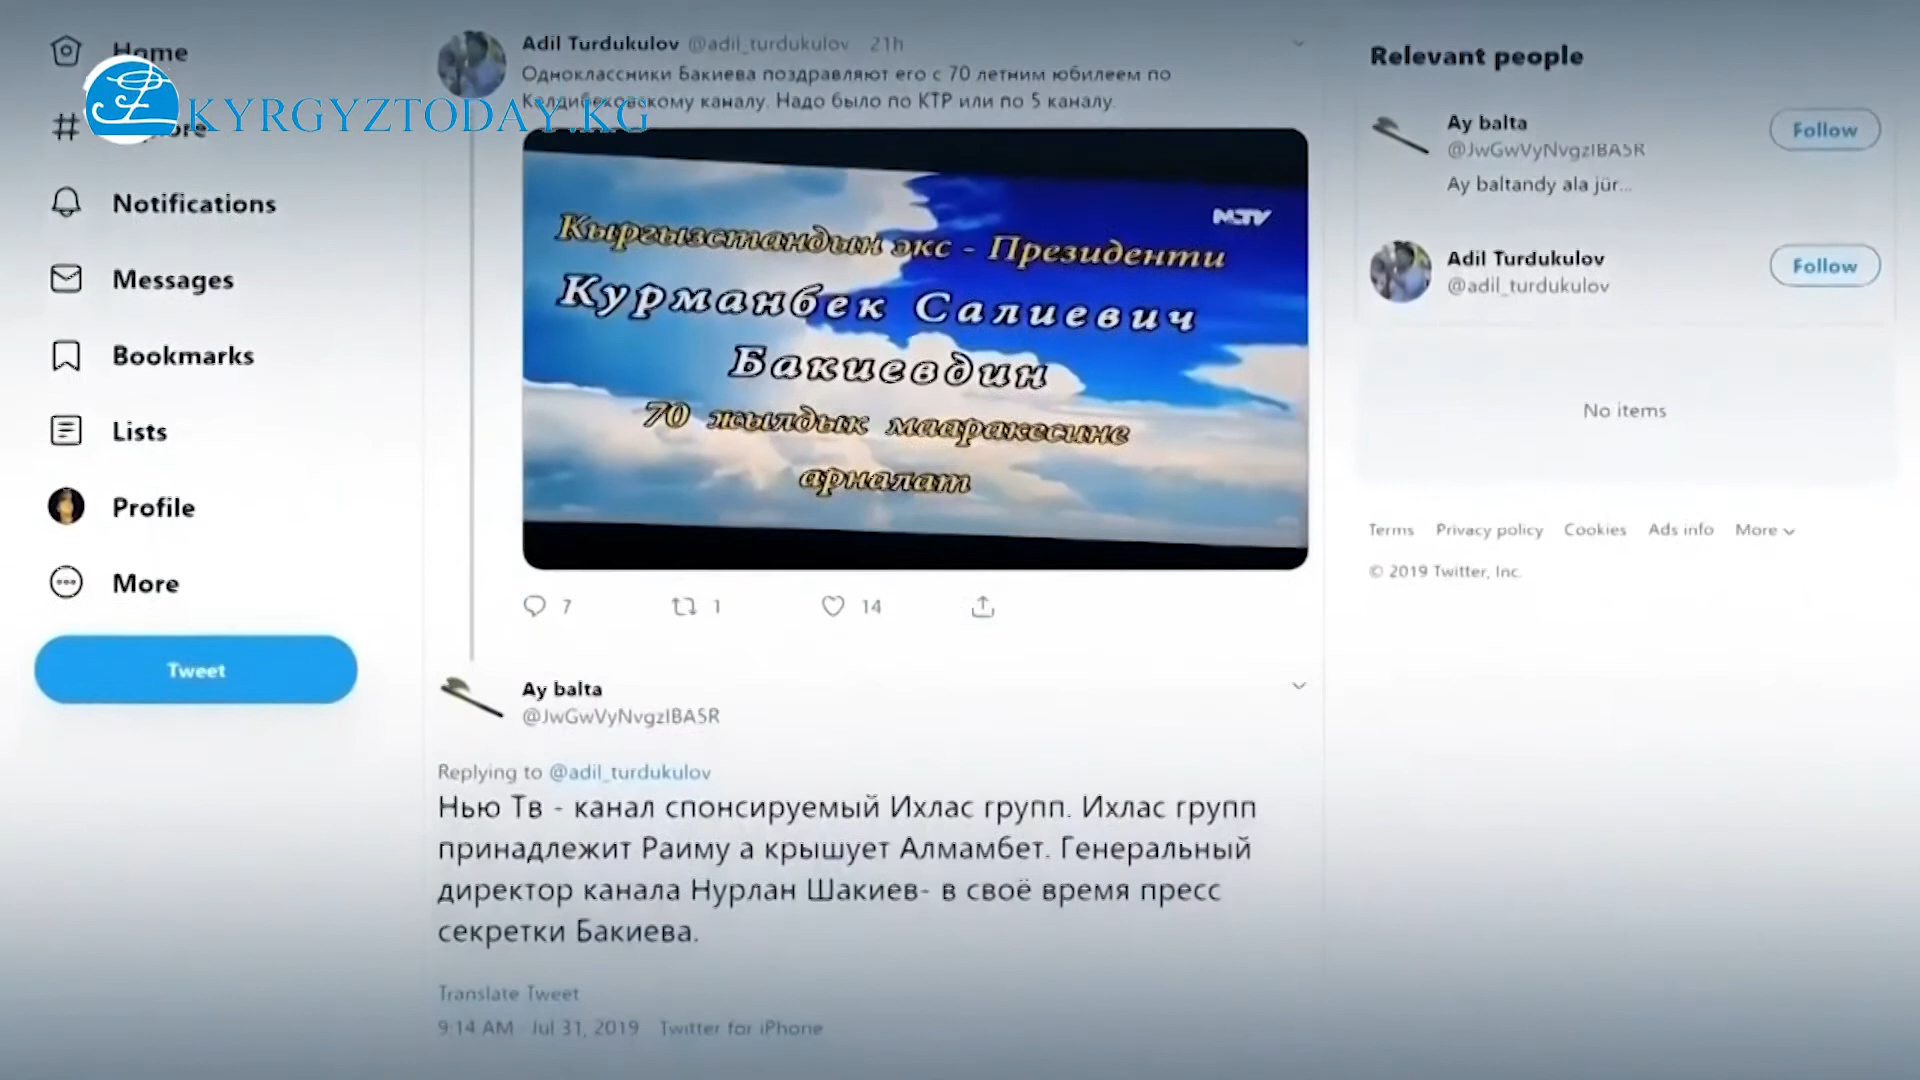 Home
KYRGYZTODAY.KG
Notifications
Messages
Bookmarks
Lists
Profile
More
Tweet
Adil Turdukulov @adil_turdukulov 21h
Одноклассники Бакиева поздравляют его с 70 летним юбилеем по
Келдибековскому каналу. Надо было по КТР или по 5 каналу.
Кыргызстандын экс - Президенти
Курманбек Салиевич
Бакиевдин
70 жылдык мааракесине
арналат
7 1 14
Ay balta
@JwGwVyNvgzIBA5R
Replying to @adil_turdukulov
Нью Тв - канал спонсируемый Ихлас групп. Ихлас групп
принадлежит Раиму а крышует Алмамбет. Генеральный
директор канала Нурлан Шакиев- в своё время пресс
секретки Бакиева.
Translate Tweet
9:14 AM · Jul 31, 2019 · Twitter for iPhone
Relevant people
Ay balta
@JwGwVyNvgzIBA5R
Follow
Ay baltandy ala jür...
Adil Turdukulov
@adil_turdukulov
Follow
No items
Terms Privacy policy Cookies Ads info More
© 2019 Twitter, Inc.